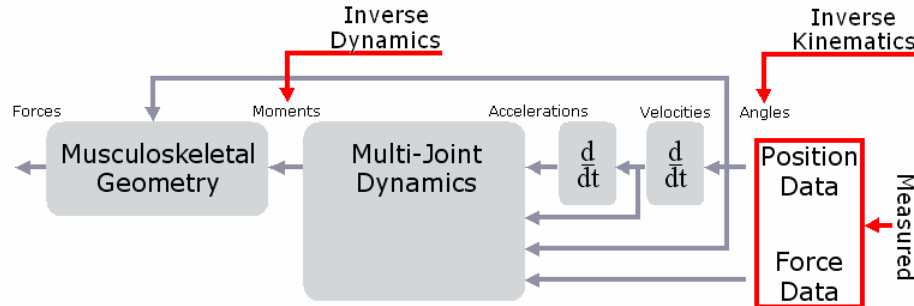 Inverse
Dynamics
Inverse
Kinematics
Forces
Moments
Accelerations
Velocities
Angles
Musculoskeletal
Geometry
Multi-Joint
Dynamics
d
dt
d
dt
Position
Data
Force
Data
Measured